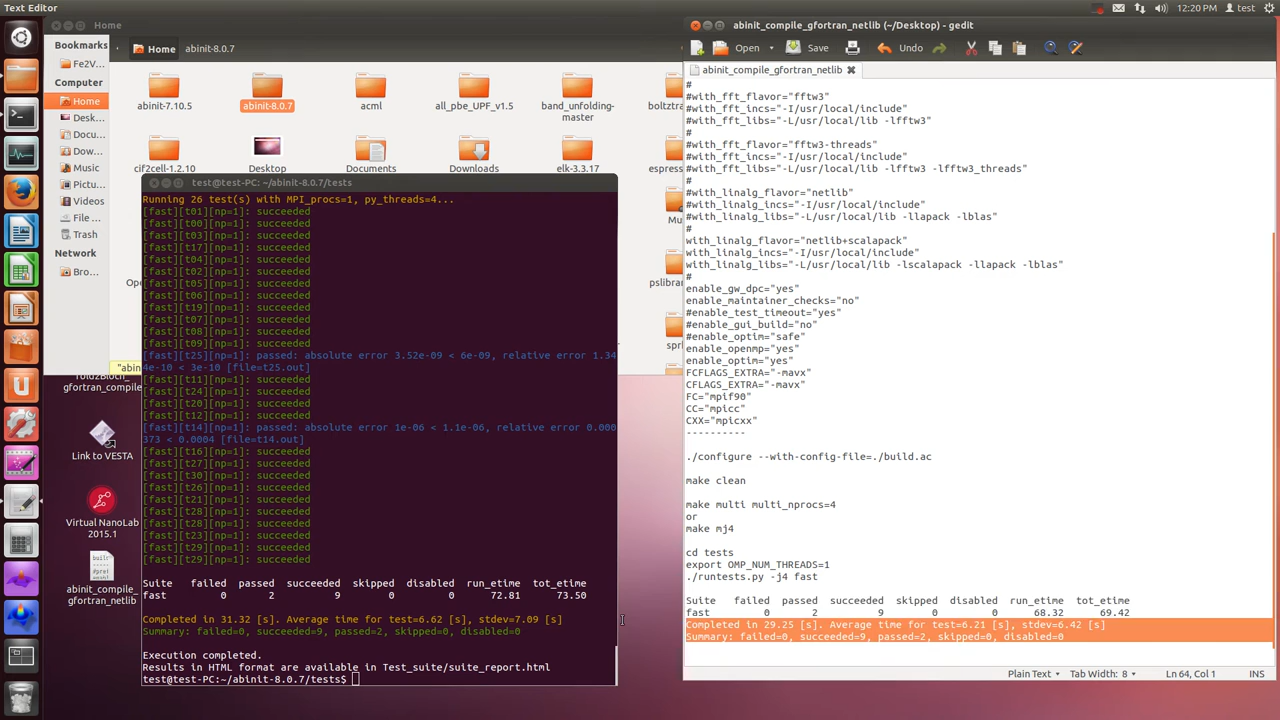 Text Editor
12:20 PM
test
Home
Bookmarks
Fe2V...
Computer
Home
Desk...
Docu...
Dow...
Music
Pictu...
Videos
File ...
Trash
Network
Bro...
Home
abinit-8.0.7
abinit-7.10.5
abinit-8.0.7
acml
all_pbe_UPF_v1.5
band_unfolding-
master
boltztr
cif2cell-1.2.10
Desktop
Documents
Downloads
elk-3.3.17
espress
Mu
pslibrar
spr
Op
"abin
gfortran_compile
Link to VESTA
Virtual NanoLab
2015.1
abinit_compile_
gfortran_netlib
test@test-PC: ~/abinit-8.0.7/tests
Running 26 test(s) with MPI_procs=1, py_threads=4...
[fast][t01][np=1]: succeeded
[fast][t00][np=1]: succeeded
[fast][t03][np=1]: succeeded
[fast][t17][np=1]: succeeded
[fast][t04][np=1]: succeeded
[fast][t02][np=1]: succeeded
[fast][t05][np=1]: succeeded
[fast][t06][np=1]: succeeded
[fast][t19][np=1]: succeeded
[fast][t07][np=1]: succeeded
[fast][t08][np=1]: succeeded
[fast][t09][np=1]: succeeded
[fast][t25][np=1]: passed: absolute error 3.52e-09 < 6e-09, relative error 1.34
4e-10 < 3e-10 [file=t25.out]
[fast][t11][np=1]: succeeded
[fast][t24][np=1]: succeeded
[fast][t20][np=1]: succeeded
[fast][t12][np=1]: succeeded
[fast][t14][np=1]: passed: absolute error 1e-06 < 1.1e-06, relative error 0.000
373 < 0.0004 [file=t14.out]
[fast][t16][np=1]: succeeded
[fast][t27][np=1]: succeeded
[fast][t30][np=1]: succeeded
[fast][t26][np=1]: succeeded
[fast][t21][np=1]: succeeded
[fast][t28][np=1]: succeeded
[fast][t28][np=1]: succeeded
[fast][t23][np=1]: succeeded
[fast][t29][np=1]: succeeded
[fast][t29][np=1]: succeeded
Suite failed passed succeeded skipped disabled run_etime tot_etime
fast 0 2 9 0 0 72.81 73.50
Completed in 31.32 [s]. Average time for test=6.62 [s], stdev=7.09 [s]
Summary: failed=0, succeeded=9, passed=2, skipped=0, disabled=0
Execution completed.
Results in HTML format are available in Test_suite/suite_report.html
test@test-PC:~/abinit-8.0.7/tests$
abinit_compile_gfortran_netlib (~/Desktop) - gedit
Open Save Undo
abinit_compile_gfortran_netlib
#
#with_fft_flavor="fftw3"
#with_fft_incs="-I/usr/local/include"
#with_fft_libs="-L/usr/local/lib -lfftw3"
#
#with_fft_flavor="fftw3-threads"
#with_fft_incs="-I/usr/local/include"
#with_fft_libs="-L/usr/local/lib -lfftw3 -lfftw3_threads"
#
#with_linalg_flavor="netlib"
#with_linalg_incs="-I/usr/local/include"
#with_linalg_libs="-L/usr/local/lib -llapack -lblas"
#
with_linalg_flavor="netlib+scalapack"
with_linalg_incs="-I/usr/local/include"
with_linalg_libs="-L/usr/local/lib -lscalapack -llapack -lblas"
#
enable_gw_dpc="yes"
enable_maintainer_checks="no"
#enable_test_timeout="yes"
#enable_gui_build="no"
#enable_optim="safe"
enable_openmp="yes"
enable_optim="yes"
FCFLAGS_EXTRA="-mavx"
CFLAGS_EXTRA="-mavx"
FC="mpif90"
CC="mpicc"
CXX="mpicxx"
----------
./configure --with-config-file=./build.ac
make clean
make multi multi_nprocs=4
or
make mj4
cd tests
export OMP_NUM_THREADS=1
./runtests.py -j4 fast
Suite failed passed succeeded skipped disabled run_etime tot_etime
fast 0 2 9 0 0 68.32 69.42
Completed in 29.25 [s]. Average time for test=6.21 [s], stdev=6.42 [s]
Summary: failed=0, succeeded=9, passed=2, skipped=0, disabled=0
Plain Text Tab Width: 8 Ln 64, Col 1 INS